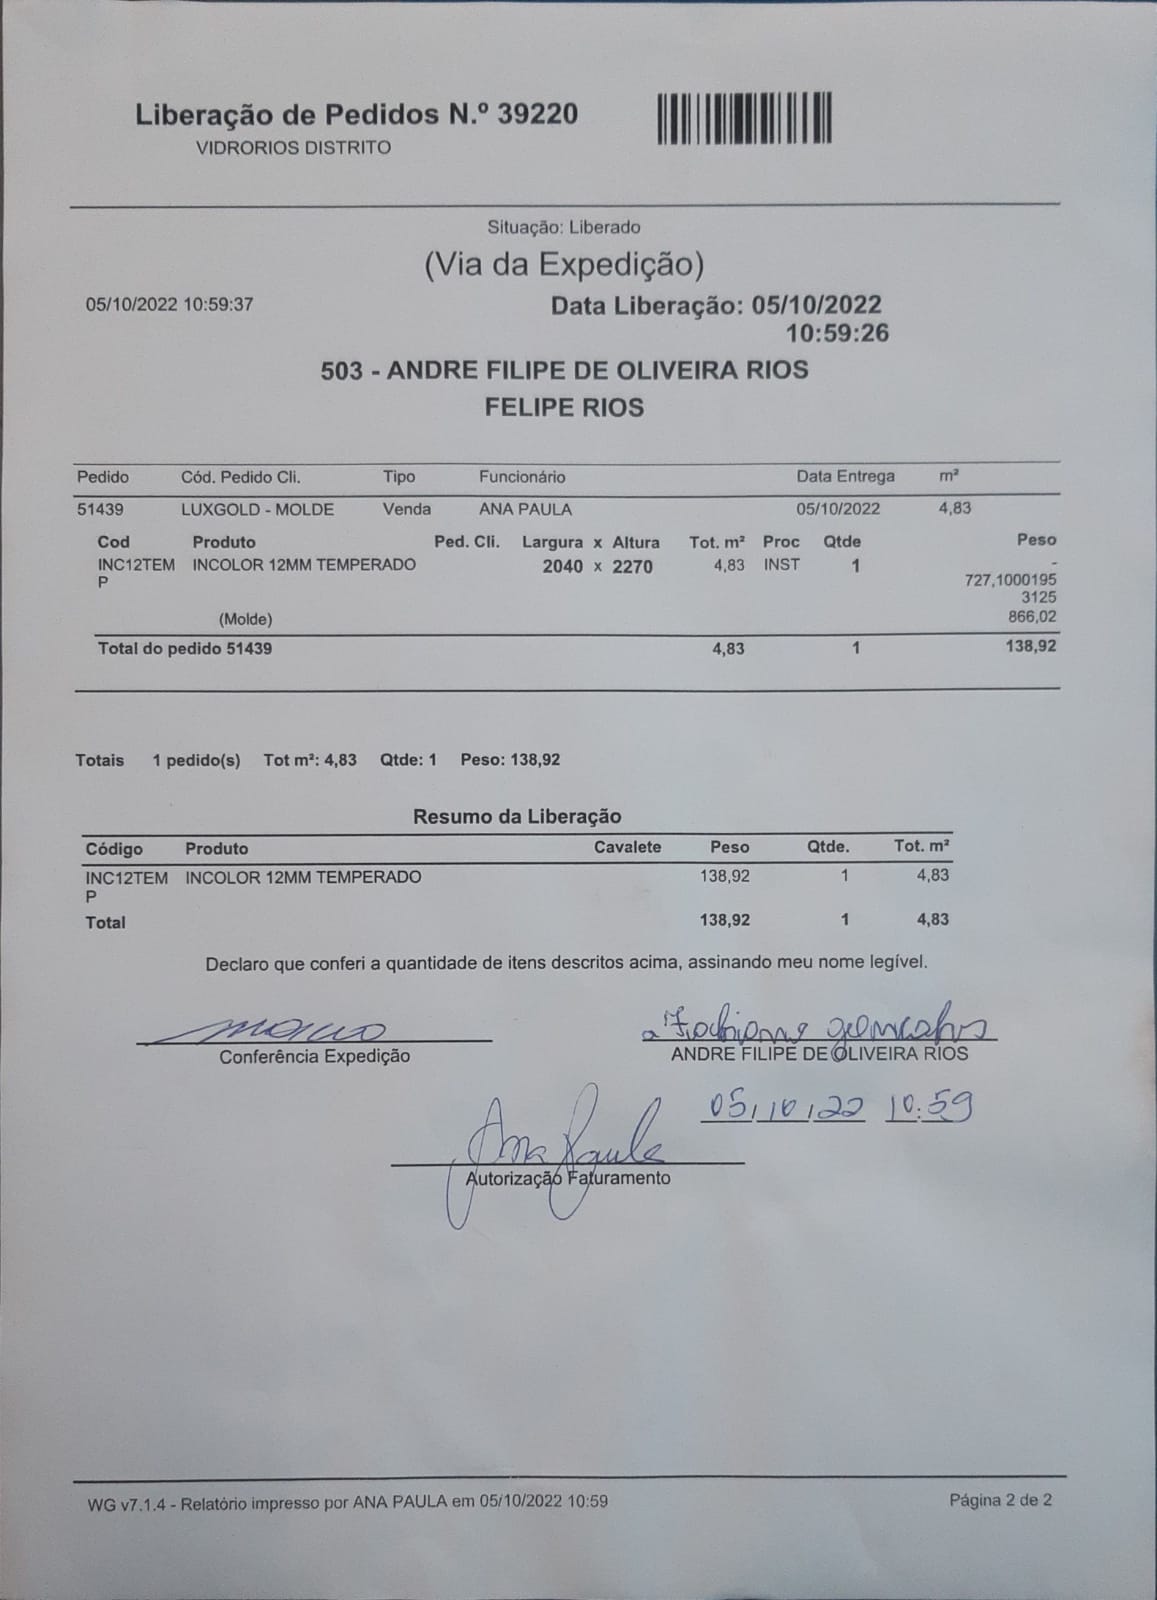 Liberação de Pedidos N.º 39220
VIDRORIOS DISTRITO
Situação: Liberado
(Via da Expedição)
05/10/2022 10:59:37
Data Liberação: 05/10/2022
10:59:26
503 - ANDRE FILIPE DE OLIVEIRA RIOS
FELIPE RIOS
Pedido Cód. Pedido Cli. Tipo Funcionário Data Entrega m²
51439 LUXGOLD - MOLDE Venda ANA PAULA 05/10/2022 4,83
Cod Produto Ped. Cli. Largura x Altura Tot. m² Proc Qtde Peso
INC12TEM INCOLOR 12MM TEMPERADO 2040 x 2270 4,83 INST 1 -
P 727,1000195
3125
(Molde) 866,02
Total do pedido 51439 4,83 1 138,92
Totais 1 pedido(s) Tot m²: 4,83 Qtde: 1 Peso: 138,92
Resumo da Liberação
Código Produto Cavalete Peso Qtde. Tot. m²
INC12TEM INCOLOR 12MM TEMPERADO 138,92 1 4,83
P
Total 138,92 1 4,83
Declaro que conferi a quantidade de itens descritos acima, assinando meu nome legível.
Conferência Expedição
ANDRE FILIPE DE OLIVEIRA RIOS
05/10/22 10:59
Ana Paula
Autorização Faturamento
WG v7.1.4 - Relatório impresso por ANA PAULA em 05/10/2022 10:59
Página 2 de 2